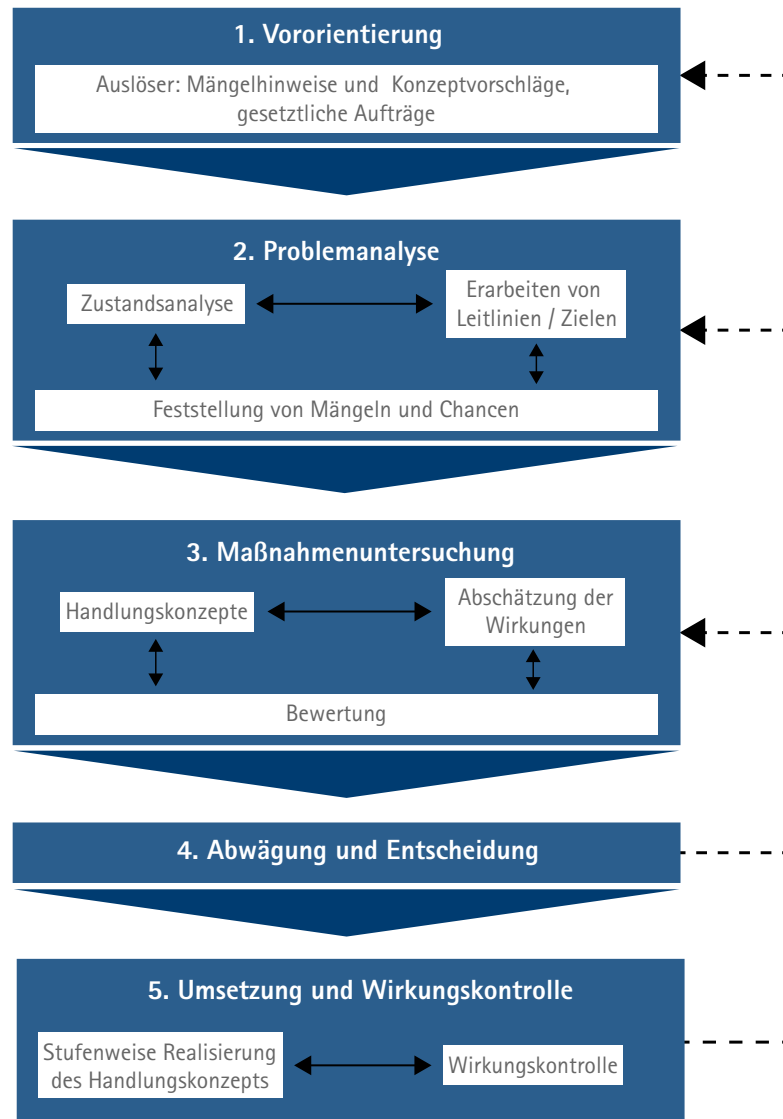 1. Vororientierung
Auslöser: Mängelhinweise und Konzeptvorschläge,
gesetztliche Aufträge
2. Problemanalyse
Zustandsanalyse
Erarbeiten von
Leitlinien / Zielen
Feststellung von Mängeln und Chancen
3. Maßnahmenuntersuchung
Handlungskonzepte
Abschätzung der
Wirkungen
Bewertung
4. Abwägung und Entscheidung
5. Umsetzung und Wirkungskontrolle
Stufenweise Realisierung
des Handlungskonzepts
Wirkungskontrolle